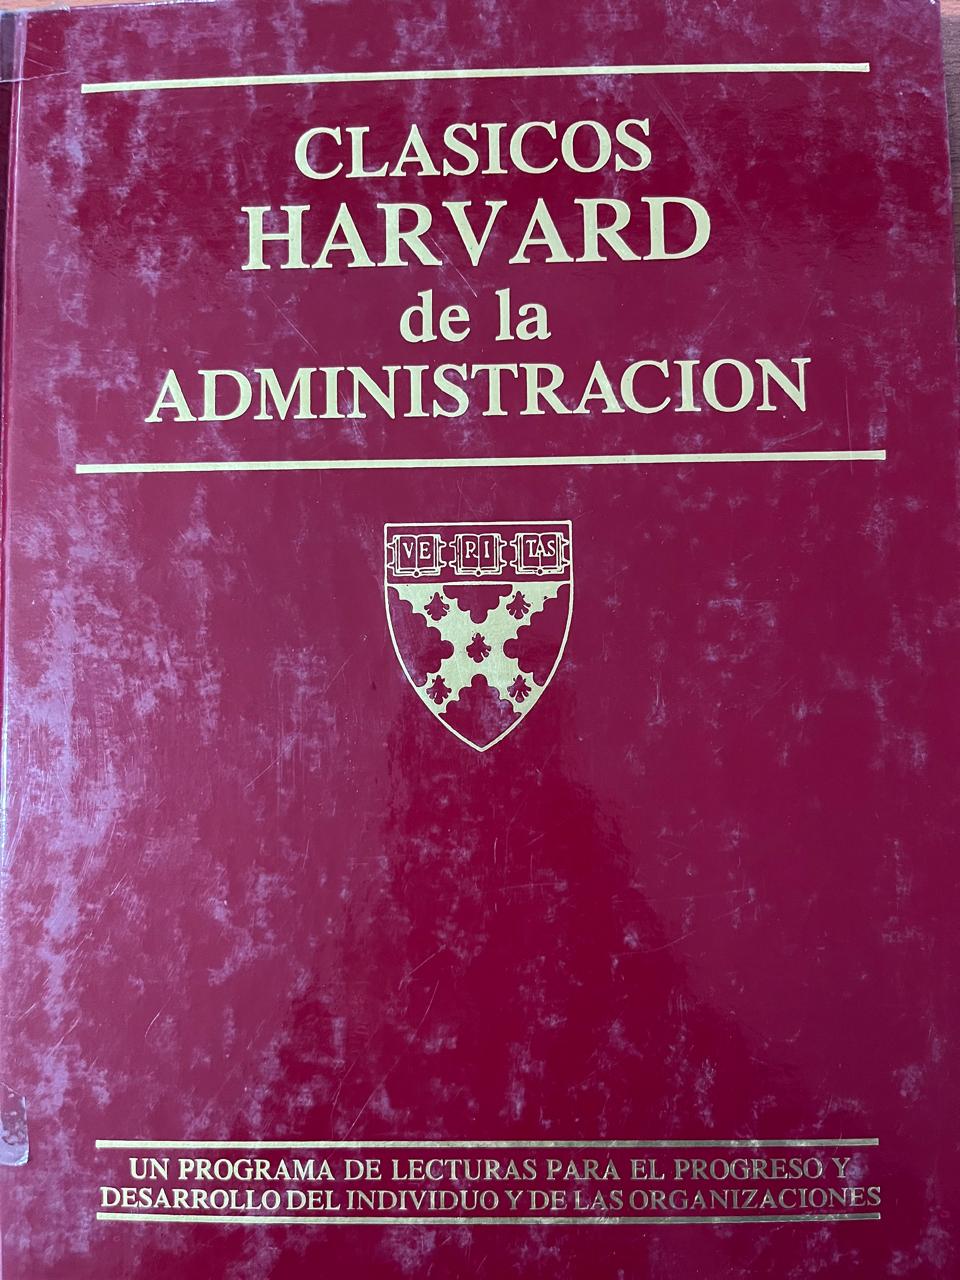 CLASICOS
HARVARD
de la
ADMINISTRACION
VE RI TAS
UN PROGRAMA DE LECTURAS PARA EL PROGRESO Y
DESARROLLO DEL INDIVIDUO Y DE LAS ORGANIZACIONES